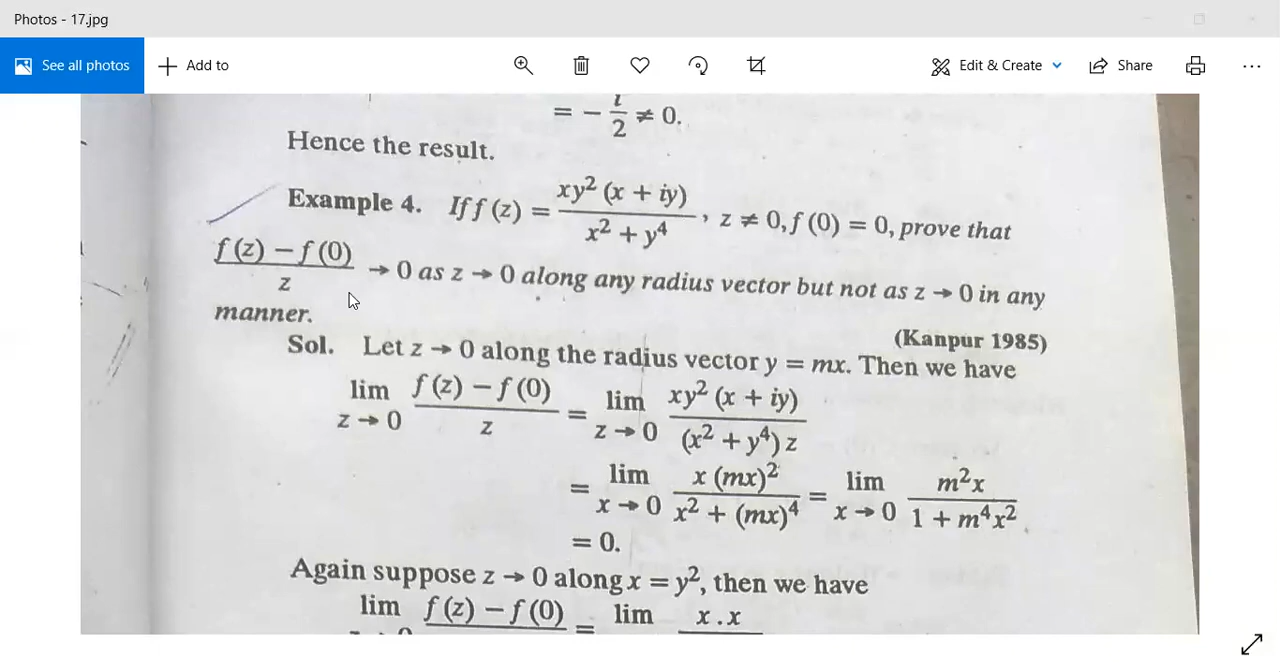 Photos - 17.jpg
See all photos
Add to
Edit & Create
Share
= - i/2 ≠ 0.
Hence the result.
Example 4. If f (z) = xy² (x + iy) / x² + y⁴ , z ≠ 0, f (0) = 0, prove that
f (z) − f (0) / z → 0 as z → 0 along any radius vector but not as z → 0 in any
manner.
(Kanpur 1985)
Sol. Let z → 0 along the radius vector y = mx. Then we have
lim z → 0 f (z) − f (0) / z = lim z → 0 xy² (x + iy) / (x² + y⁴) z
= lim x → 0 x (mx)² / x² + (mx)⁴ = lim x → 0 m²x / 1 + m⁴x²
= 0.
Again suppose z → 0 along x = y², then we have
lim z → 0 f (z) − f (0) = lim x . x